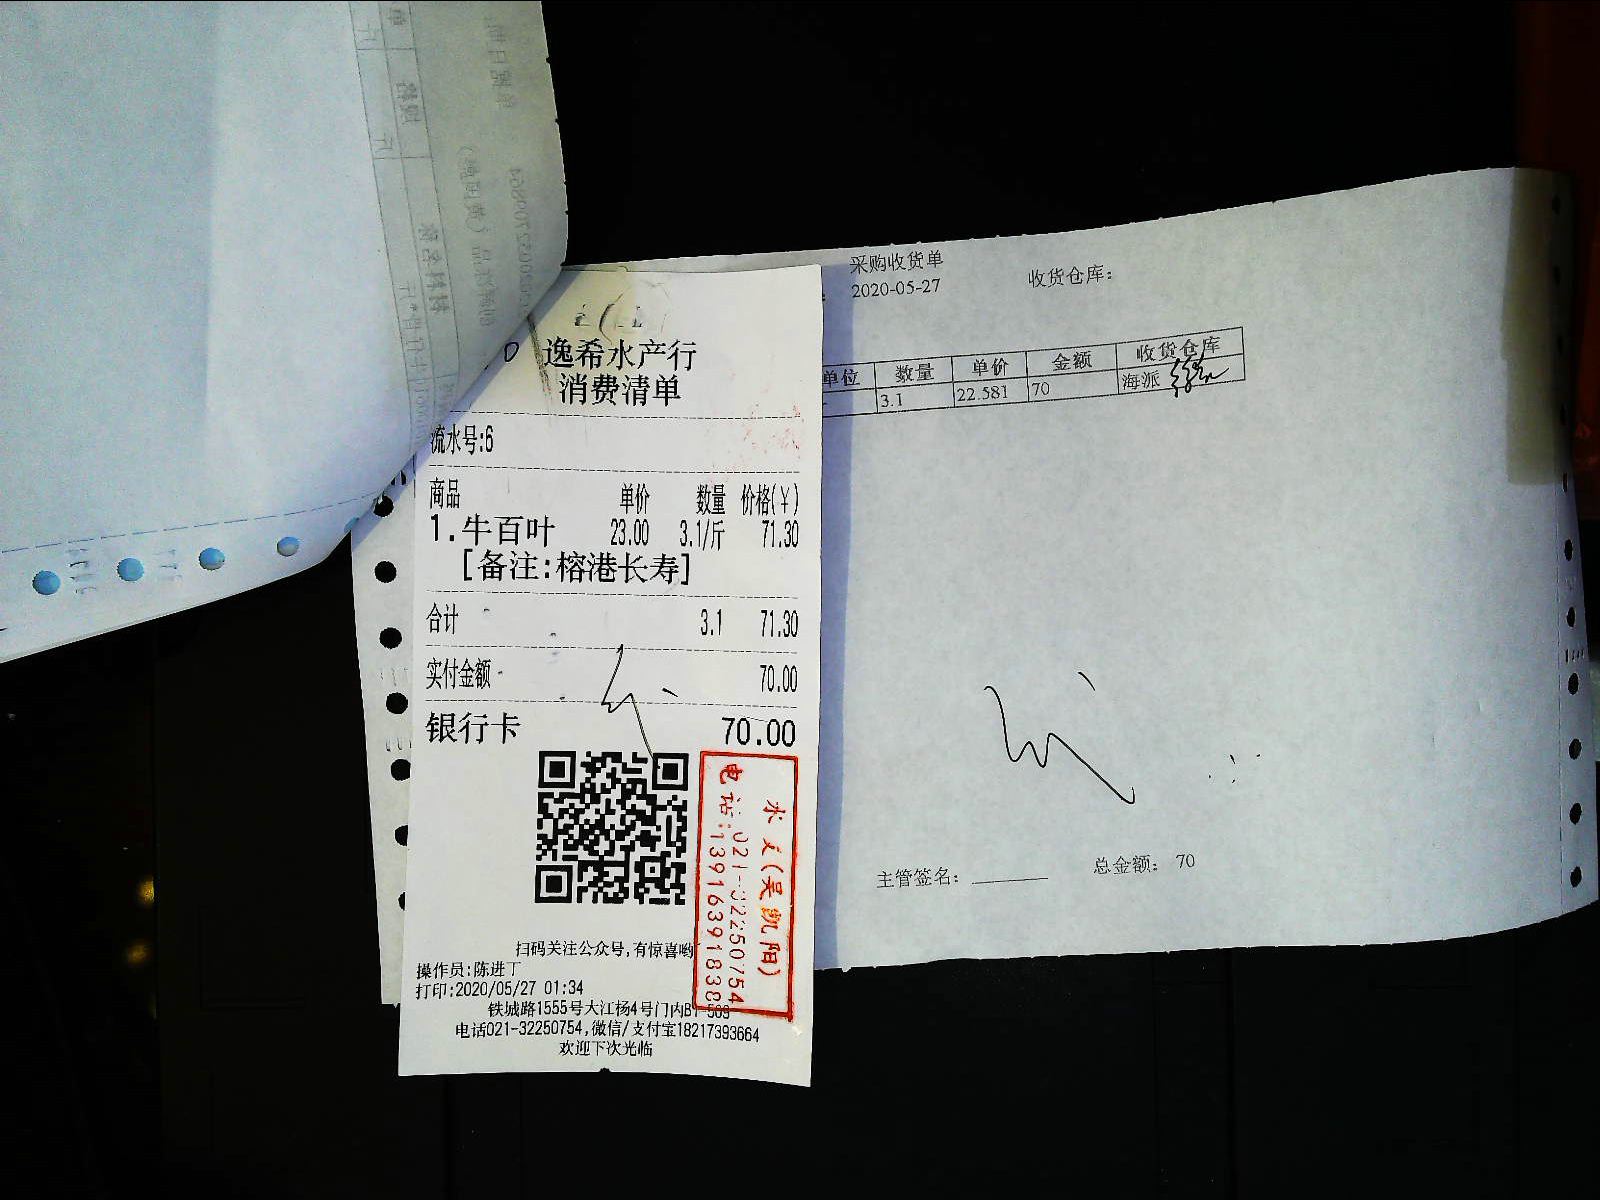 逸希水产行
消费清单
流水号:6
商品 单价 数量 价格(¥)
1.牛百叶 23.00 3.1/斤 71.30
[备注:榕港长寿]
合计 3.1 71.30
实付金额 70.00
银行卡 70.00
扫码关注公众号,有惊喜哟
操作员:陈进丁
打印:2020/05/27 01:34
铁城路1555号大江杨4号门内B1-509
电话021-32250754,微信/支付宝18217393664
欢迎下次光临
(吴凯阳)
电话:021-32250754
13916391838
采购收货单
2020-05-27 收货仓库:
单位 数量 单价 金额 收货仓库
3.1 22.581 70 海派
主管签名: 总金额: 70